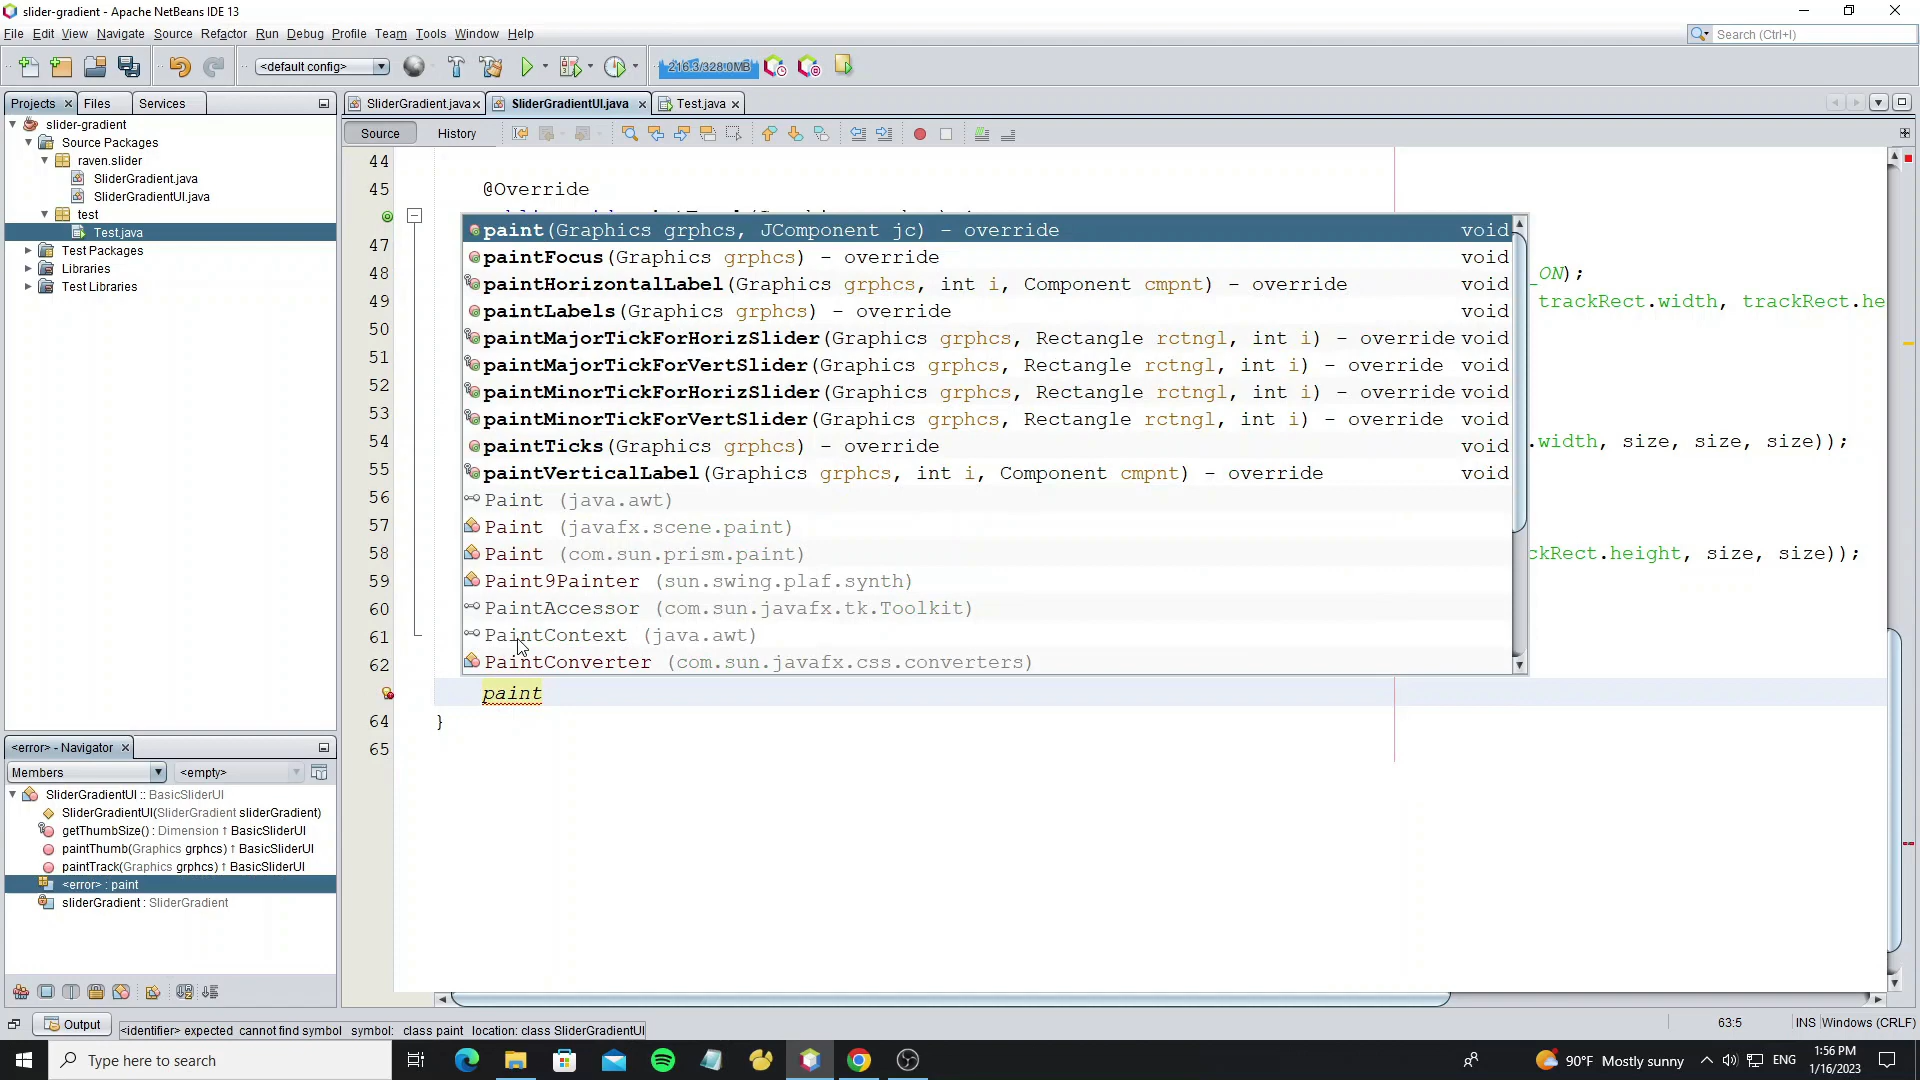 slider-gradient - Apache NetBeans IDE 13
File Edit View Navigate Source Refactor Run Debug Profile Team Tools Window Help
Search (Ctrl+I)
<default config>
216.3/328.0MB
Projects Files Services
SliderGradient.java SliderGradientUI.java Test.java
Source History
slider-gradient
Source Packages
raven.slider
SliderGradient.java
SliderGradientUI.java
test
Test.java
Test Packages
Libraries
Test Libraries
44
45 @Override
47
48 _ON);
49 trackRect.width, trackRect.he
50
51
52
53
54 .width, size, size, size));
55
56
57
58 ckRect.height, size, size));
59
60
61
62
paint
64 }
65
paint(Graphics grphcs, JComponent jc) - override void
paintFocus(Graphics grphcs) - override void
paintHorizontalLabel(Graphics grphcs, int i, Component cmpnt) - override void
paintLabels(Graphics grphcs) - override void
paintMajorTickForHorizSlider(Graphics grphcs, Rectangle rctngl, int i) - override void
paintMajorTickForVertSlider(Graphics grphcs, Rectangle rctngl, int i) - override void
paintMinorTickForHorizSlider(Graphics grphcs, Rectangle rctngl, int i) - override void
paintMinorTickForVertSlider(Graphics grphcs, Rectangle rctngl, int i) - override void
paintTicks(Graphics grphcs) - override void
paintVerticalLabel(Graphics grphcs, int i, Component cmpnt) - override void
Paint (java.awt)
Paint (javafx.scene.paint)
Paint (com.sun.prism.paint)
Paint9Painter (sun.swing.plaf.synth)
PaintAccessor (com.sun.javafx.tk.Toolkit)
PaintContext (java.awt)
PaintConverter (com.sun.javafx.css.converters)
<error> - Navigator
Members <empty>
SliderGradientUI :: BasicSliderUI
SliderGradientUI(SliderGradient sliderGradient)
getThumbSize() : Dimension ↑ BasicSliderUI
paintThumb(Graphics grphcs) ↑ BasicSliderUI
paintTrack(Graphics grphcs) ↑ BasicSliderUI
<error> : paint
sliderGradient : SliderGradient
Output
<identifier> expected cannot find symbol symbol: class paint location: class SliderGradientUI
63:5 INS Windows (CRLF)
Type here to search
90°F Mostly sunny
ENG
1:56 PM
1/16/2023